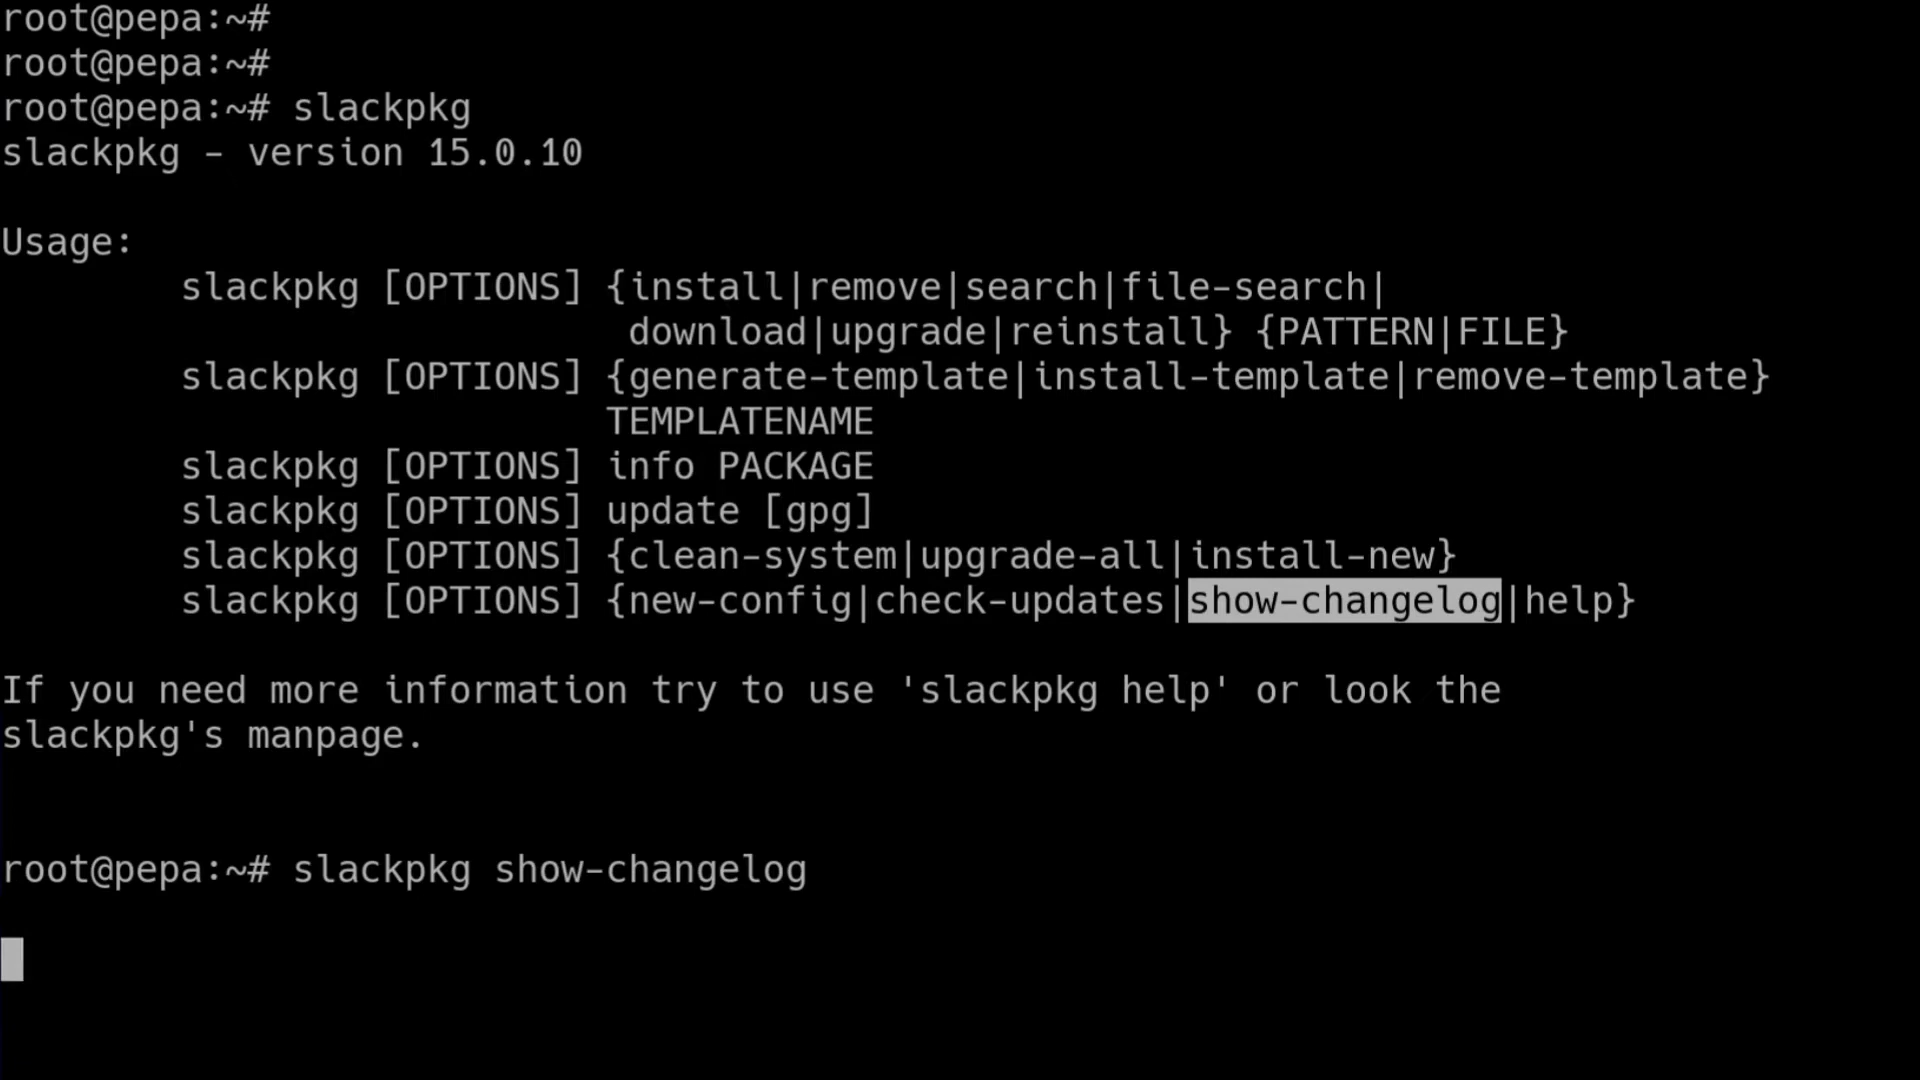 root@pepa:~#
root@pepa:~#
root@pepa:~# slackpkg
slackpkg - version 15.0.10
Usage:
slackpkg [OPTIONS] {install|remove|search|file-search|
download|upgrade|reinstall} {PATTERN|FILE}
slackpkg [OPTIONS] {generate-template|install-template|remove-template}
TEMPLATENAME
slackpkg [OPTIONS] info PACKAGE
slackpkg [OPTIONS] update [gpg]
slackpkg [OPTIONS] {clean-system|upgrade-all|install-new}
slackpkg [OPTIONS] {new-config|check-updates|show-changelog|help}
If you need more information try to use 'slackpkg help' or look the
slackpkg's manpage.
root@pepa:~# slackpkg show-changelog